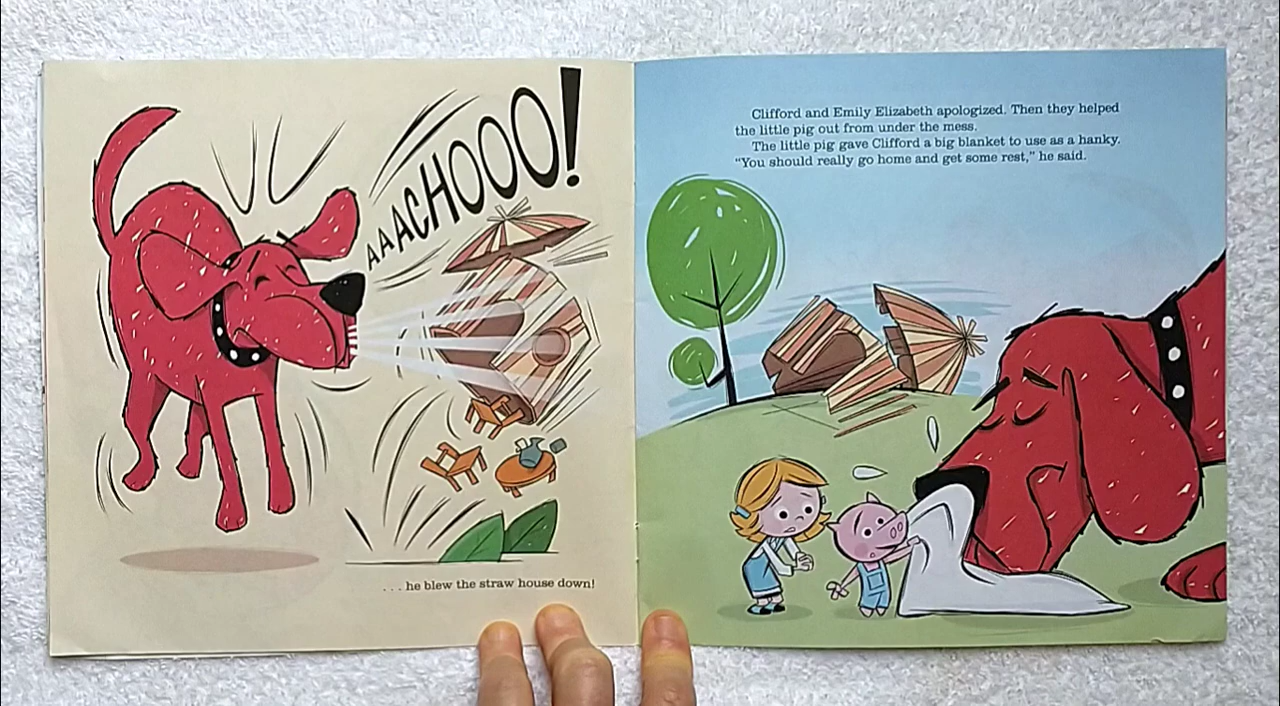 AAACHOOO!
. . . he blew the straw house down!
Clifford and Emily Elizabeth apologized. Then they helped
the little pig out from under the mess.
The little pig gave Clifford a big blanket to use as a hanky.
“You should really go home and get some rest,” he said.